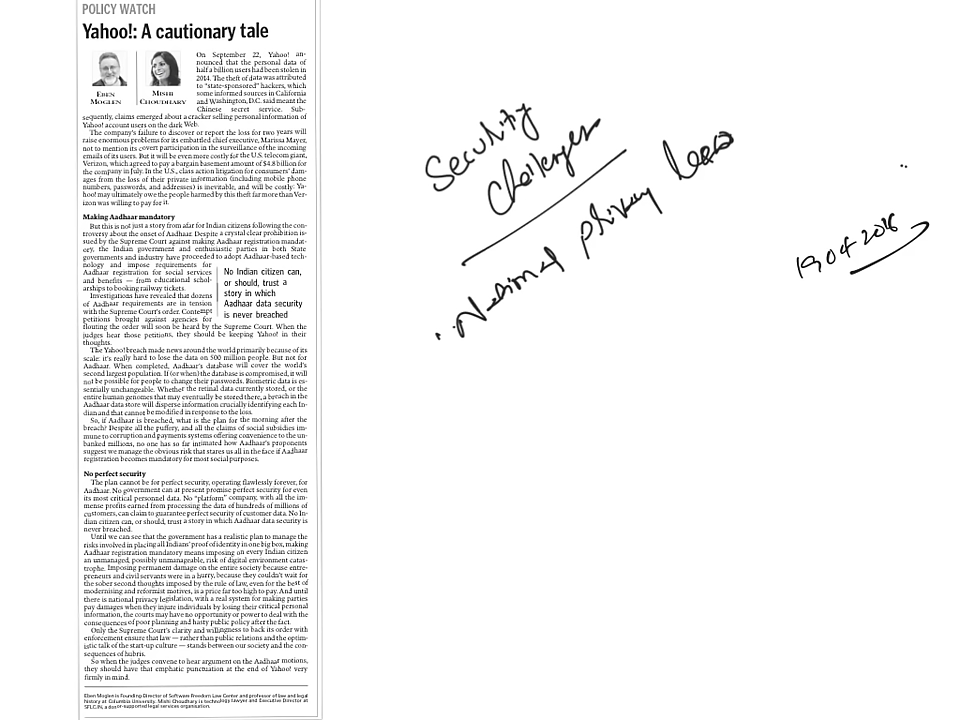 POLICY WATCH
Yahoo!: A cautionary tale
EBEN
MOGLEN
MISHI
CHOUDHARY
On September 22, Yahoo! an-
nounced that the personal data of
half a billion users had been stolen in
2014. The theft of data was attributed
to "state-sponsored" hackers, which
some informed sources in California
and Washington, D.C. said meant the
Chinese secret service. Sub-
sequently, claims emerged about a cracker selling personal information of
Yahoo! account users on the dark Web.
The company's failure to discover or report the loss for two years will
raise enormous problems for its embattled chief executive, Marissa Mayer,
not to mention its covert participation in the surveillance of the incoming
emails of its users. But it will be even more costly for the U.S. telecom giant,
Verizon, which agreed to pay a bargain basement amount of $4.8 billion for
the company in July. In the U.S., class action litigation for consumers' dam-
ages from the loss of their private information (including mobile phone
numbers, passwords, and addresses) is inevitable, and will be costly: Ya-
hoo! may ultimately owe the people harmed by this theft far more than Ver-
izon was willing to pay for it.
Making Aadhaar mandatory
But this is not just a story from afar for Indian citizens following the con-
troversy about the onset of Aadhaar. Despite a crystal clear prohibition is-
sued by the Supreme Court against making Aadhaar registration mandat-
ory, the Indian government and enthusiastic parties in both State
governments and industry have proceeded to adopt Aadhaar-based tech-
nology and impose requirements for
Aadhaar registration for social services
and benefits — from educational schol-
arships to booking railway tickets.
Investigations have revealed that dozens
of Aadhaar requirements are in tension
with the Supreme Court's order. Contempt
petitions brought against agencies for
No Indian citizen can,
or should, trust a
story in which
Aadhaar data security
is never breached
flouting the order will soon be heard by the Supreme Court. When the
judges hear those petitions, they should be keeping Yahoo! in their
thoughts.
The Yahoo! breach made news around the world primarily because of its
scale: it's really hard to lose the data on 500 million people. But not for
Aadhaar. When completed, Aadhaar's database will cover the world's
second largest population. If (or when) the database is compromised, it will
not be possible for people to change their passwords. Biometric data is es-
sentially unchangeable. Whether the retinal data currently stored, or the
entire human genomes that may eventually be stored there, a breach in the
Aadhaar data store will disperse information crucially identifying each In-
dian and that cannot be modified in response to the loss.
So, if Aadhaar is breached, what is the plan for the morning after the
breach? Despite all the puffery, and all the claims of social subsidies im-
mune to corruption and payments systems offering convenience to the un-
banked millions, no one has so far intimated how Aadhaar's proponents
suggest we manage the obvious risk that stares us all in the face if Aadhaar
registration becomes mandatory for most social purposes.
No perfect security
The plan cannot be for perfect security, operating flawlessly forever, for
Aadhaar. No government can at present promise perfect security for even
its most critical personnel data. No "platform" company, with all the im-
mense profits earned from processing the data of hundreds of millions of
customers, can claim to guarantee perfect security of customer data. No In-
dian citizen can, or should, trust a story in which Aadhaar data security is
never breached.
Until we can see that the government has a realistic plan to manage the
risks involved in placing all Indians' proof of identity in one big box, making
Aadhaar registration mandatory means imposing on every Indian citizen
an unmanaged, possibly unmanageable, risk of digital environment catas-
trophe. Imposing permanent damage on the entire society because entre-
preneurs and civil servants were in a hurry, because they couldn't wait for
the sober second thoughts imposed by the rule of law, even for the best of
modernising and reformist motives, is a price far too high to pay. And until
there is national privacy legislation, with a real system for making parties
pay damages when they injure individuals by losing their critical personal
information, the courts may have no opportunity or power to deal with the
consequences of poor planning and hasty public policy after the fact.
Only the Supreme Court's clarity and willingness to back its order with
enforcement ensure that law — rather than public relations and the optim-
istic talk of the start-up culture — stands between our society and the con-
sequences of hubris.
So when the judges convene to hear argument on the Aadhaar motions,
they should have that emphatic punctuation at the end of Yahoo! very
firmly in mind.
Eben Moglen is Founding Director of Software Freedom Law Center and professor of law and legal
history at Columbia University. Mishi Choudhary is technology lawyer and Executive Director at
SFLC.IN, a donor-supported legal services organisation.
Security
challenges
National privacy